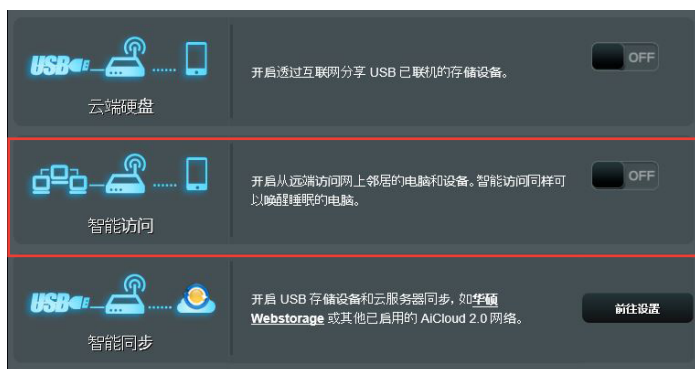 USB
开启透过互联网分享 USB 已联机的存储设备。
OFF
云端硬盘
开启从远端访问网上邻居的电脑和设备。智能访问同样可
以唤醒睡眠的电脑。
OFF
智能访问
USB
开启 USB 存储设备和云服务器同步, 如华硕
Webstorage 或其他已启用的 AiCloud 2.0 网络。
前往设置
智能同步